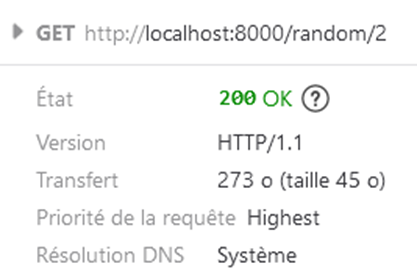 GET http://localhost:8000/random/2
État 200 OK ?
Version HTTP/1.1
Transfert 273 o (taille 45 o)
Priorité de la requête Highest
Résolution DNS Système